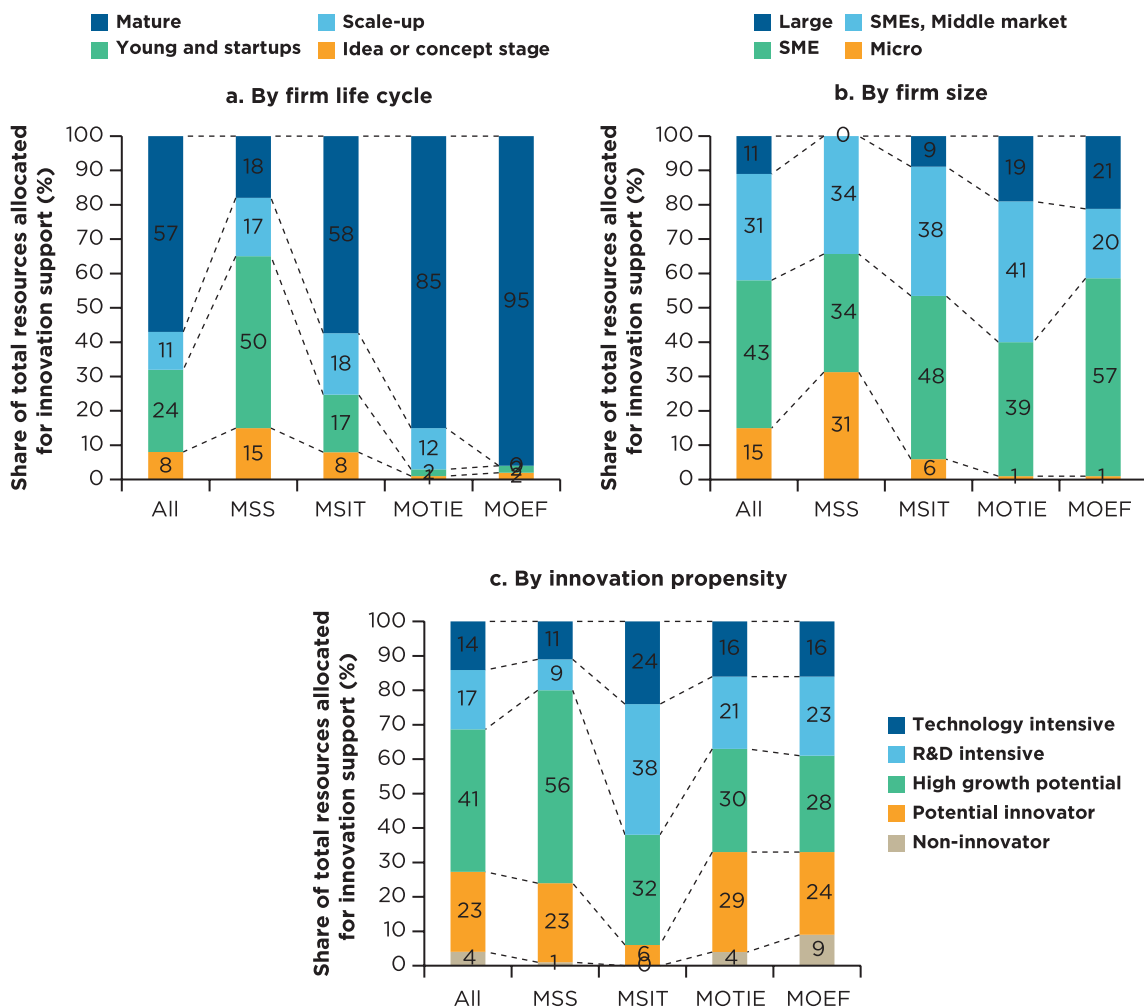 Mature
Scale-up
Young and startups
Idea or concept stage
Large
SMEs, Middle market
SME
Micro
a. By firm life cycle
Share of total resources allocated
for innovation support (%)
100
90
80
70
60
50
40
30
20
10
0
57
11
24
8
18
17
50
15
58
18
17
8
85
12
2
1
95
0
2
All
MSS
MSIT
MOTIE
MOEF
b. By firm size
Share of total resources allocated
for innovation support (%)
100
90
80
70
60
50
40
30
20
10
0
11
31
43
15
0
34
34
31
9
38
48
6
19
41
39
1
21
20
57
1
All
MSS
MSIT
MOTIE
MOEF
c. By innovation propensity
Share of total resources allocated
for innovation support (%)
100
90
80
70
60
50
40
30
20
10
0
14
17
41
23
4
11
9
56
23
1
24
38
32
6
0
16
21
30
29
4
16
23
28
24
9
All
MSS
MSIT
MOTIE
MOEF
Technology intensive
R&D intensive
High growth potential
Potential innovator
Non-innovator